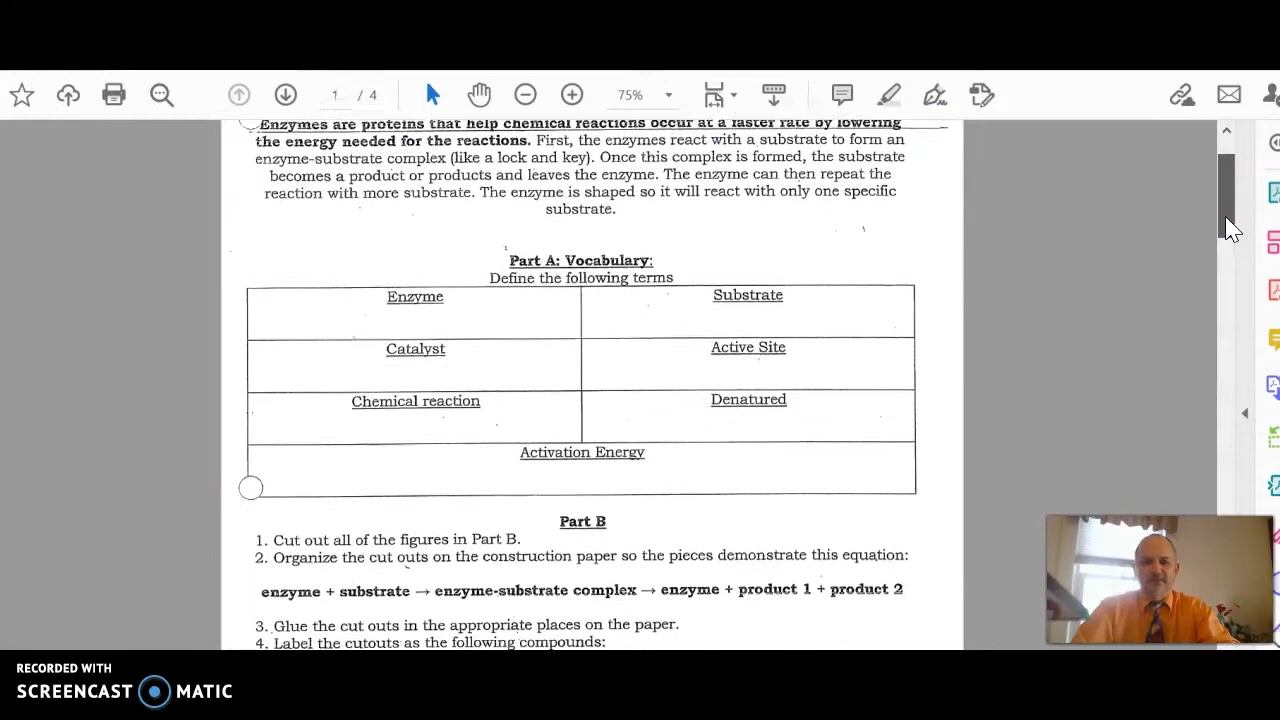 1 / 4
75%
Enzymes are proteins that help chemical reactions occur at a faster rate by lowering
the energy needed for the reactions. First, the enzymes react with a substrate to form an
enzyme-substrate complex (like a lock and key). Once this complex is formed, the substrate
becomes a product or products and leaves the enzyme. The enzyme can then repeat the
reaction with more substrate. The enzyme is shaped so it will react with only one specific
substrate.
Part A: Vocabulary:
Define the following terms
Enzyme
Substrate
Catalyst
Active Site
Chemical reaction
Denatured
Activation Energy
Part B
1. Cut out all of the figures in Part B.
2. Organize the cut outs on the construction paper so the pieces demonstrate this equation:
enzyme + substrate → enzyme-substrate complex → enzyme + product 1 + product 2
3. Glue the cut outs in the appropriate places on the paper.
4. Label the cutouts as the following compounds:
RECORDED WITH
SCREENCAST MATIC